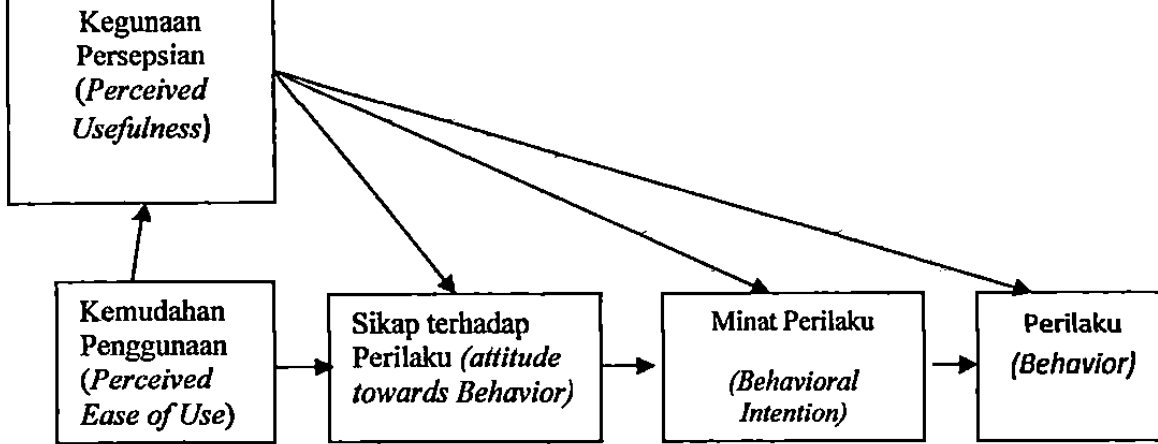 Kegunaan
Persepsian
(Perceived
Usefulness)
Kemudahan
Penggunaan
(Perceived
Ease of Use)
Sikap terhadap
Perilaku (attitude
towards Behavior)
Minat Perilaku
(Behavioral
Intention)
Perilaku
(Behavior)